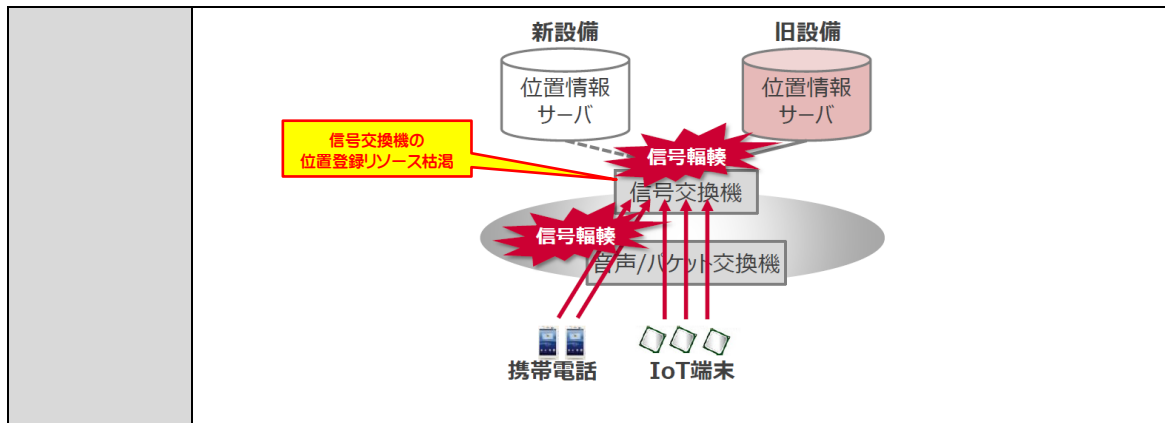 新設備
旧設備
位置情報
サーバ
位置情報
サーバ
信号交換機の
位置登録リソース枯渇
信号輻輳
信号交換機
信号輻輳
音声/パケット交換機
携帯電話
IoT端末